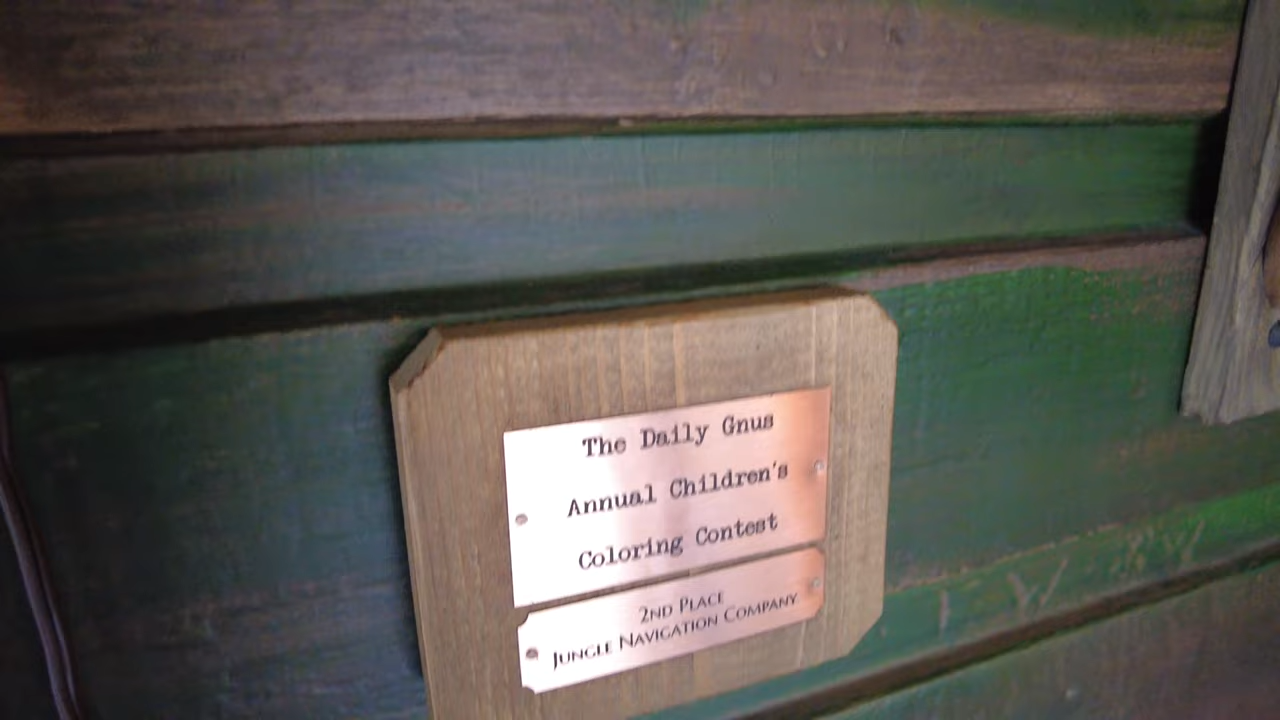 The Daily Gnus
Annual Children's
Coloring Contest
2ND PLACE
JUNGLE NAVIGATION COMPANY